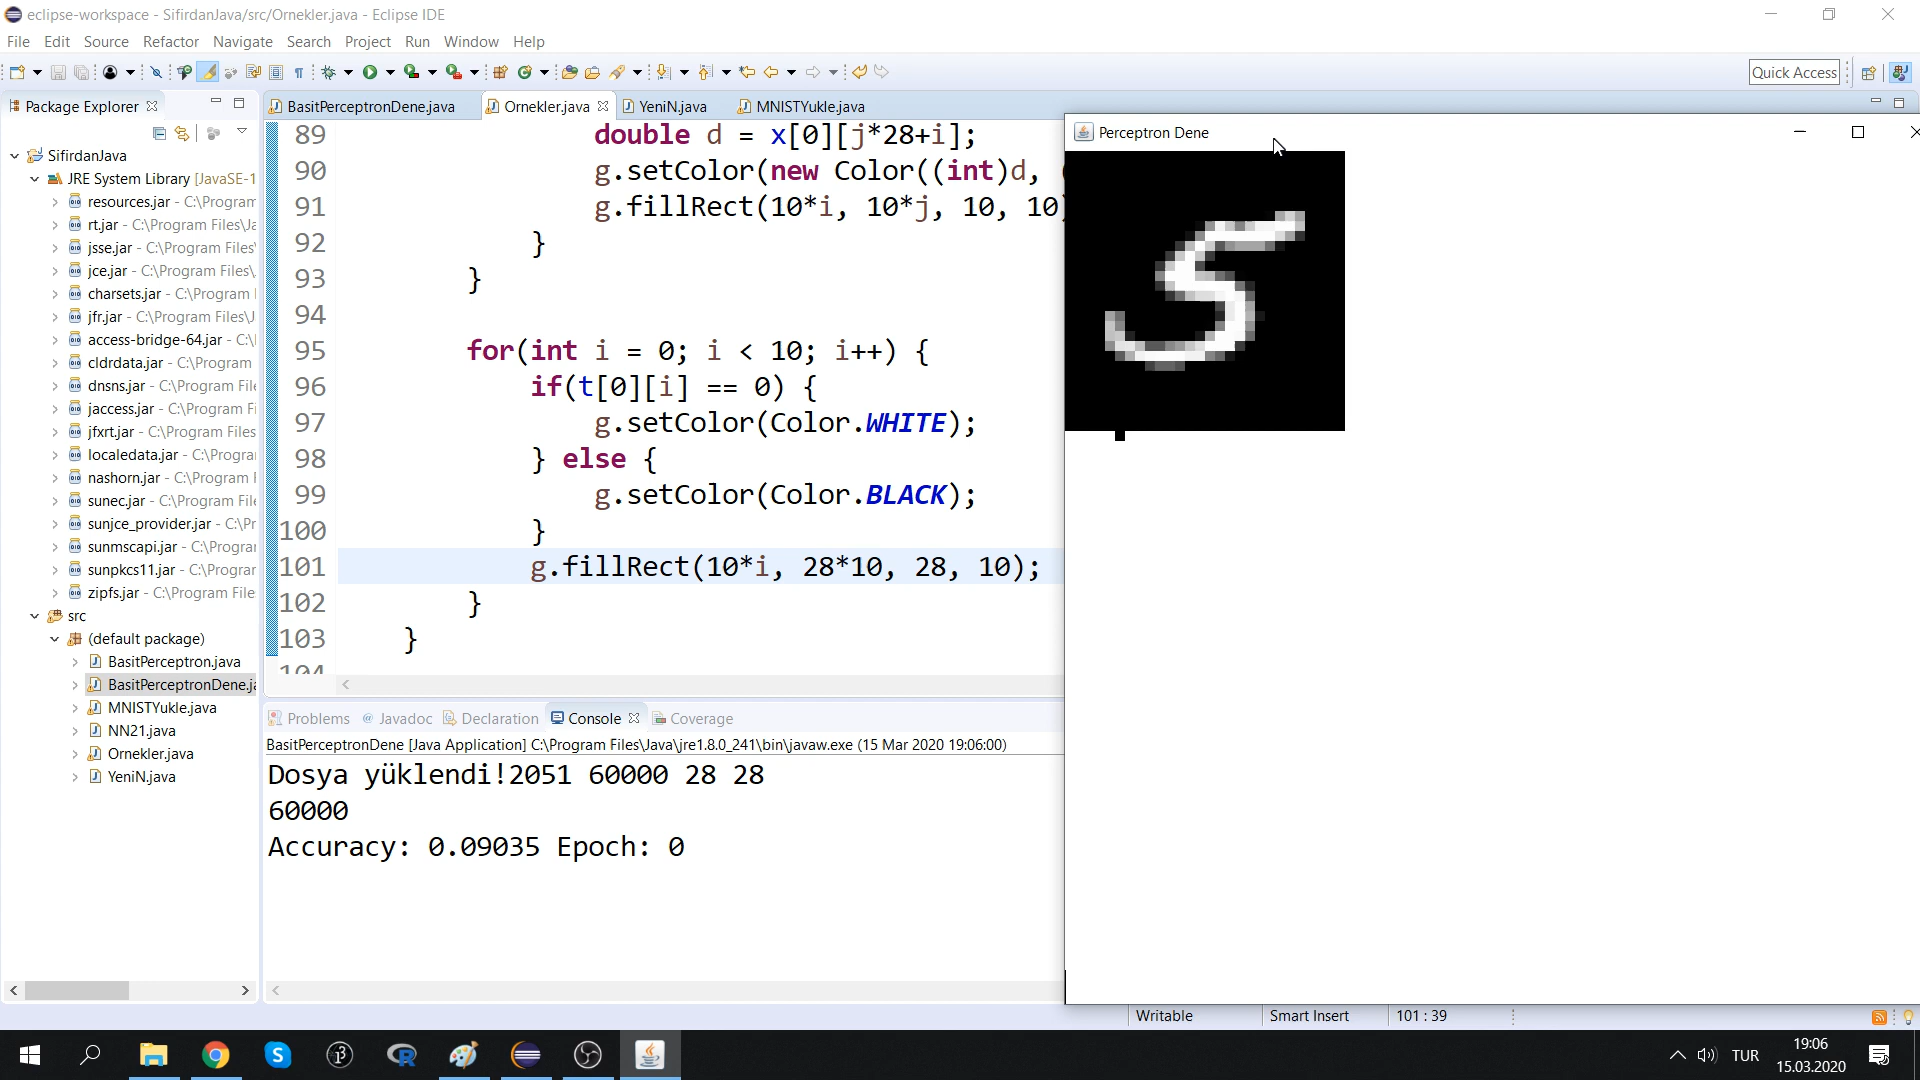 eclipse-workspace - SifirdanJava/src/Ornekler.java - Eclipse IDE
File Edit Source Refactor Navigate Search Project Run Window Help
Quick Access
Package Explorer
BasitPerceptronDene.java Ornekler.java YeniN.java MNISTYukle.java
SifirdanJava
JRE System Library [JavaSE-1
resources.jar - C:\Program
rt.jar - C:\Program Files\Ja
jsse.jar - C:\Program Files\
jce.jar - C:\Program Files\
charsets.jar - C:\Program
jfr.jar - C:\Program Files\J
access-bridge-64.jar - C:\
cldrdata.jar - C:\Program
dnsns.jar - C:\Program File
jaccess.jar - C:\Program Fi
jfxrt.jar - C:\Program Files
localedata.jar - C:\Progra
nashorn.jar - C:\Program
sunec.jar - C:\Program File
sunjce_provider.jar - C:\Pr
sunmscapi.jar - C:\Progra
sunpkcs11.jar - C:\Progra
zipfs.jar - C:\Program File
src
(default package)
BasitPerceptron.java
BasitPerceptronDene.ja
MNISTYukle.java
NN21.java
Ornekler.java
YeniN.java
89 double d = x[0][j*28+i];
90 g.setColor(new Color((int)d,
91 g.fillRect(10*i, 10*j, 10, 10)
92 }
93 }
94
95 for(int i = 0; i < 10; i++) {
96 if(t[0][i] == 0) {
97 g.setColor(Color.WHITE);
98 } else {
99 g.setColor(Color.BLACK);
100 }
101 g.fillRect(10*i, 28*10, 28, 10);
102 }
103 }
104
Perceptron Dene
Problems Javadoc Declaration Console Coverage
BasitPerceptronDene [Java Application] C:\Program Files\Java\jre1.8.0_241\bin\javaw.exe (15 Mar 2020 19:06:00)
Dosya yüklendi!2051 60000 28 28
60000
Accuracy: 0.09035 Epoch: 0
Writable Smart Insert 101 : 39
TUR
19:06
15.03.2020